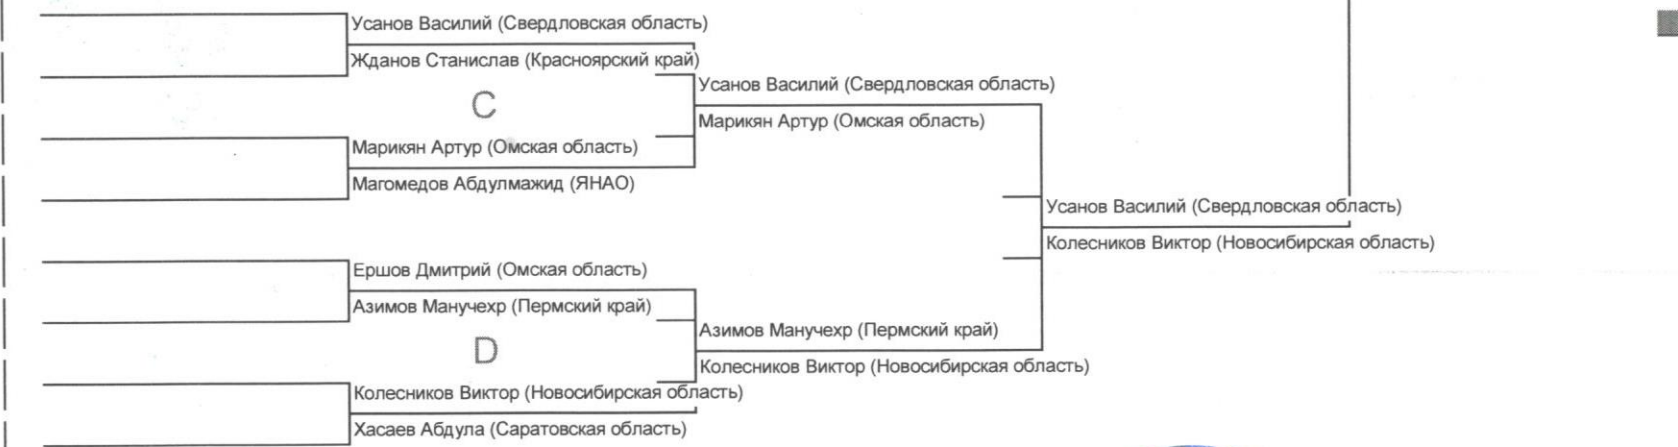 Усанов Василий (Свердловская область)
Жданов Станислав (Красноярский край)
Усанов Василий (Свердловская область)
C
Марикян Артур (Омская область)
Марикян Артур (Омская область)
Магомедов Абдулмажид (ЯНАО)
Усанов Василий (Свердловская область)
Колесников Виктор (Новосибирская область)
Ершов Дмитрий (Омская область)
Азимов Манучехр (Пермский край)
Азимов Манучехр (Пермский край)
D
Колесников Виктор (Новосибирская область)
Колесников Виктор (Новосибирская область)
Хасаев Абдула (Саратовская область)